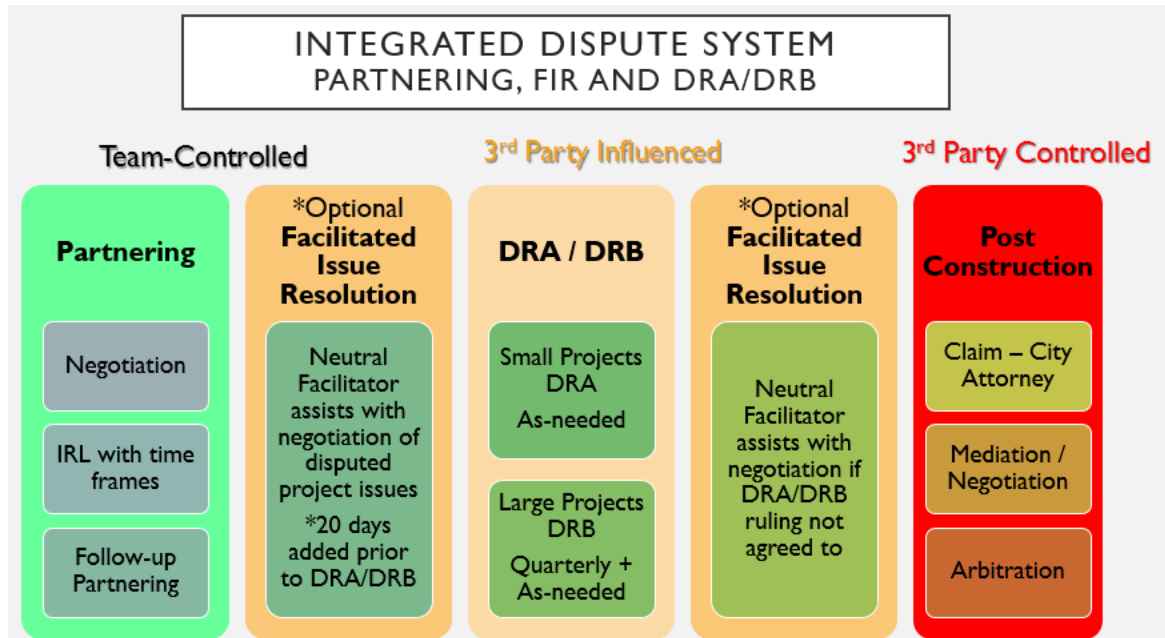 INTEGRATED DISPUTE SYSTEM
PARTNERING, FIR AND DRA/DRB
Team-Controlled
3rd Party Influenced
3rd Party Controlled
Partnering
Negotiation
IRL with time
frames
Follow-up
Partnering
*Optional
Facilitated
Issue
Resolution
Neutral
Facilitator
assists with
negotiation of
disputed
project issues
*20 days
added prior
to DRA/DRB
DRA / DRB
Small Projects
DRA
As-needed
Large Projects
DRB
Quarterly +
As-needed
*Optional
Facilitated
Issue
Resolution
Neutral
Facilitator
assists with
negotiation if
DRA/DRB
ruling not
agreed to
Post
Construction
Claim – City
Attorney
Mediation /
Negotiation
Arbitration